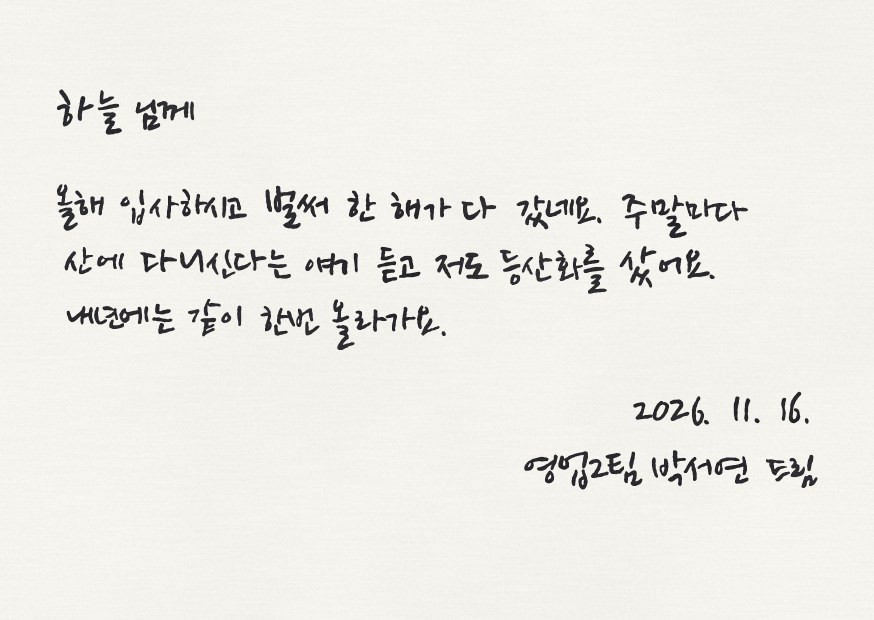 하늘 님께
올해 입사하시고 벌써 한 해가 다 갔네요. 주말마다
산에 다니신다는 얘기 듣고 저도 등산화를 샀어요.
내년에는 같이 한번 올라가요.
2026. 11. 16.
영업2팀 박서연 드림